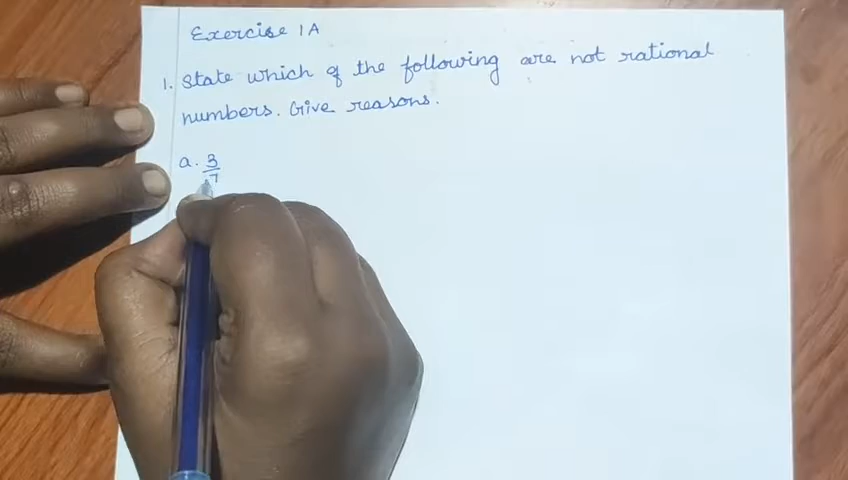 Exercise 1A
1. State which of the following are not rational
numbers. Give reasons.
a. 3/7